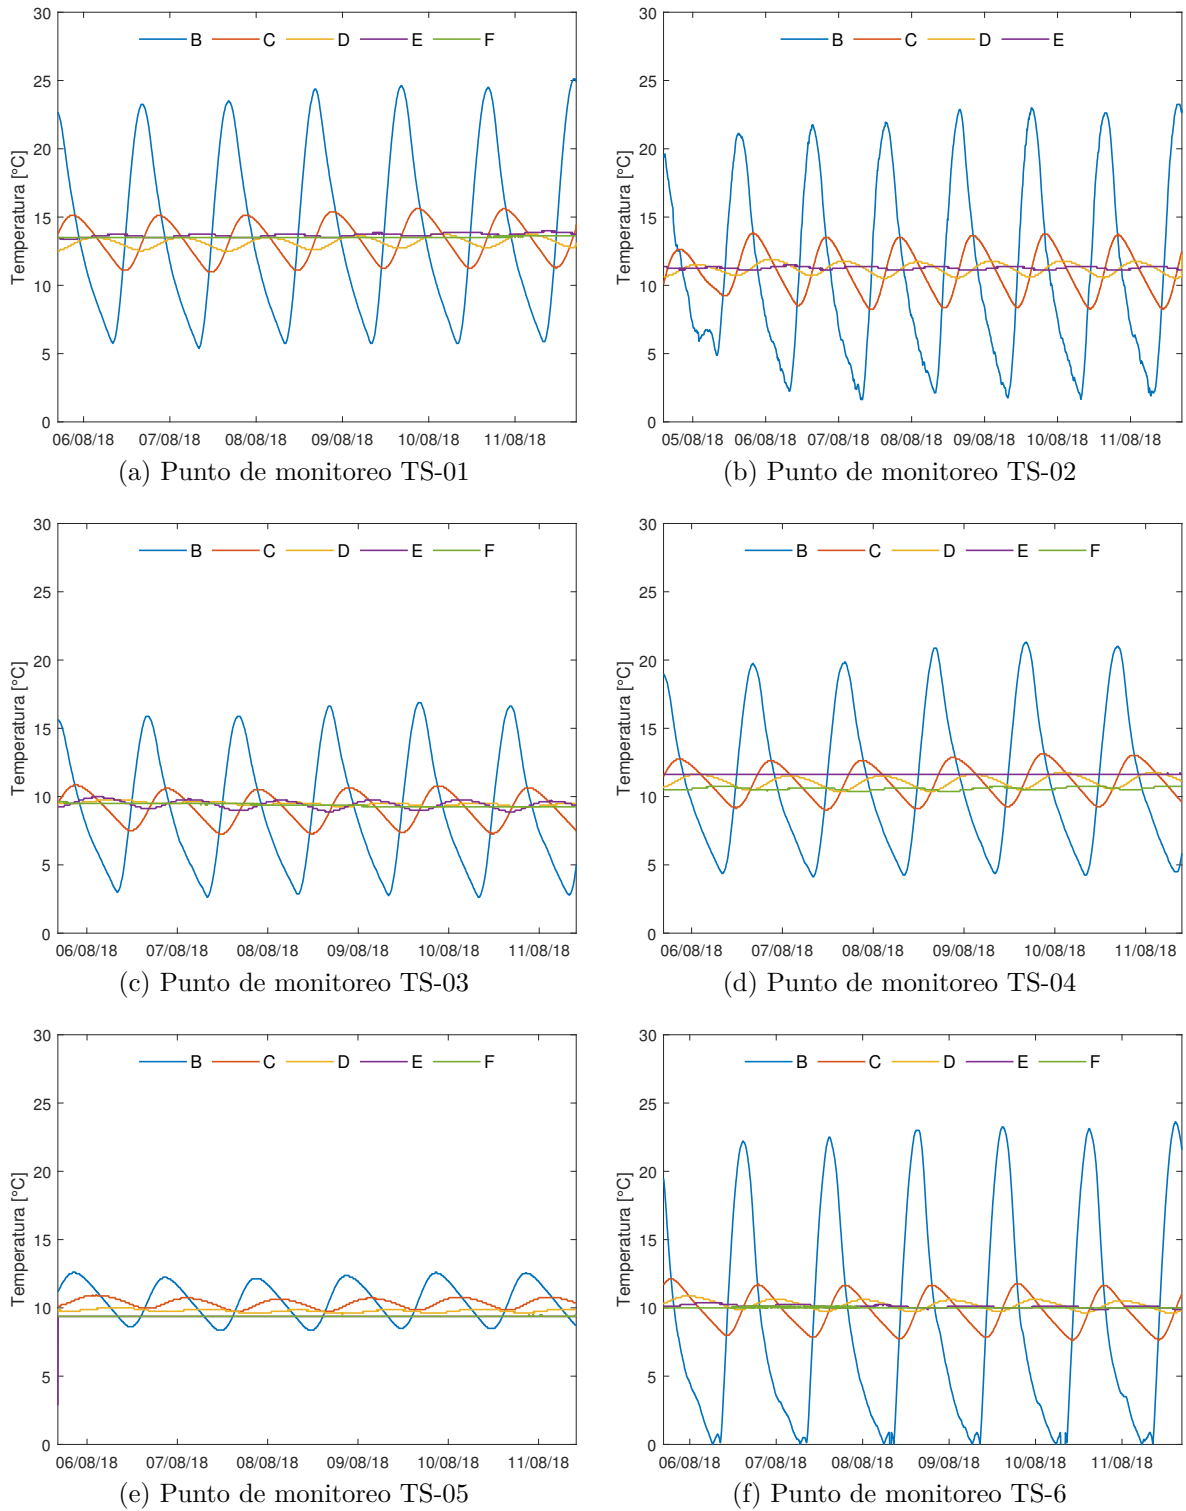 30
25
20
15
10
5
0
Temperatura [°C]
B C D E F
06/08/18 07/08/18 08/08/18 09/08/18 10/08/18 11/08/18
(a) Punto de monitoreo TS-01
30
25
20
15
10
5
0
Temperatura [°C]
B C D E
05/08/18 06/08/18 07/08/18 08/08/18 09/08/18 10/08/18 11/08/18
(b) Punto de monitoreo TS-02
30
25
20
15
10
5
0
Temperatura [°C]
B C D E F
06/08/18 07/08/18 08/08/18 09/08/18 10/08/18 11/08/18
(c) Punto de monitoreo TS-03
30
25
20
15
10
5
0
Temperatura [°C]
B C D E F
06/08/18 07/08/18 08/08/18 09/08/18 10/08/18 11/08/18
(d) Punto de monitoreo TS-04
30
25
20
15
10
5
0
Temperatura [°C]
B C D E F
06/08/18 07/08/18 08/08/18 09/08/18 10/08/18 11/08/18
(e) Punto de monitoreo TS-05
30
25
20
15
10
5
0
Temperatura [°C]
B C D E F
06/08/18 07/08/18 08/08/18 09/08/18 10/08/18 11/08/18
(f) Punto de monitoreo TS-6